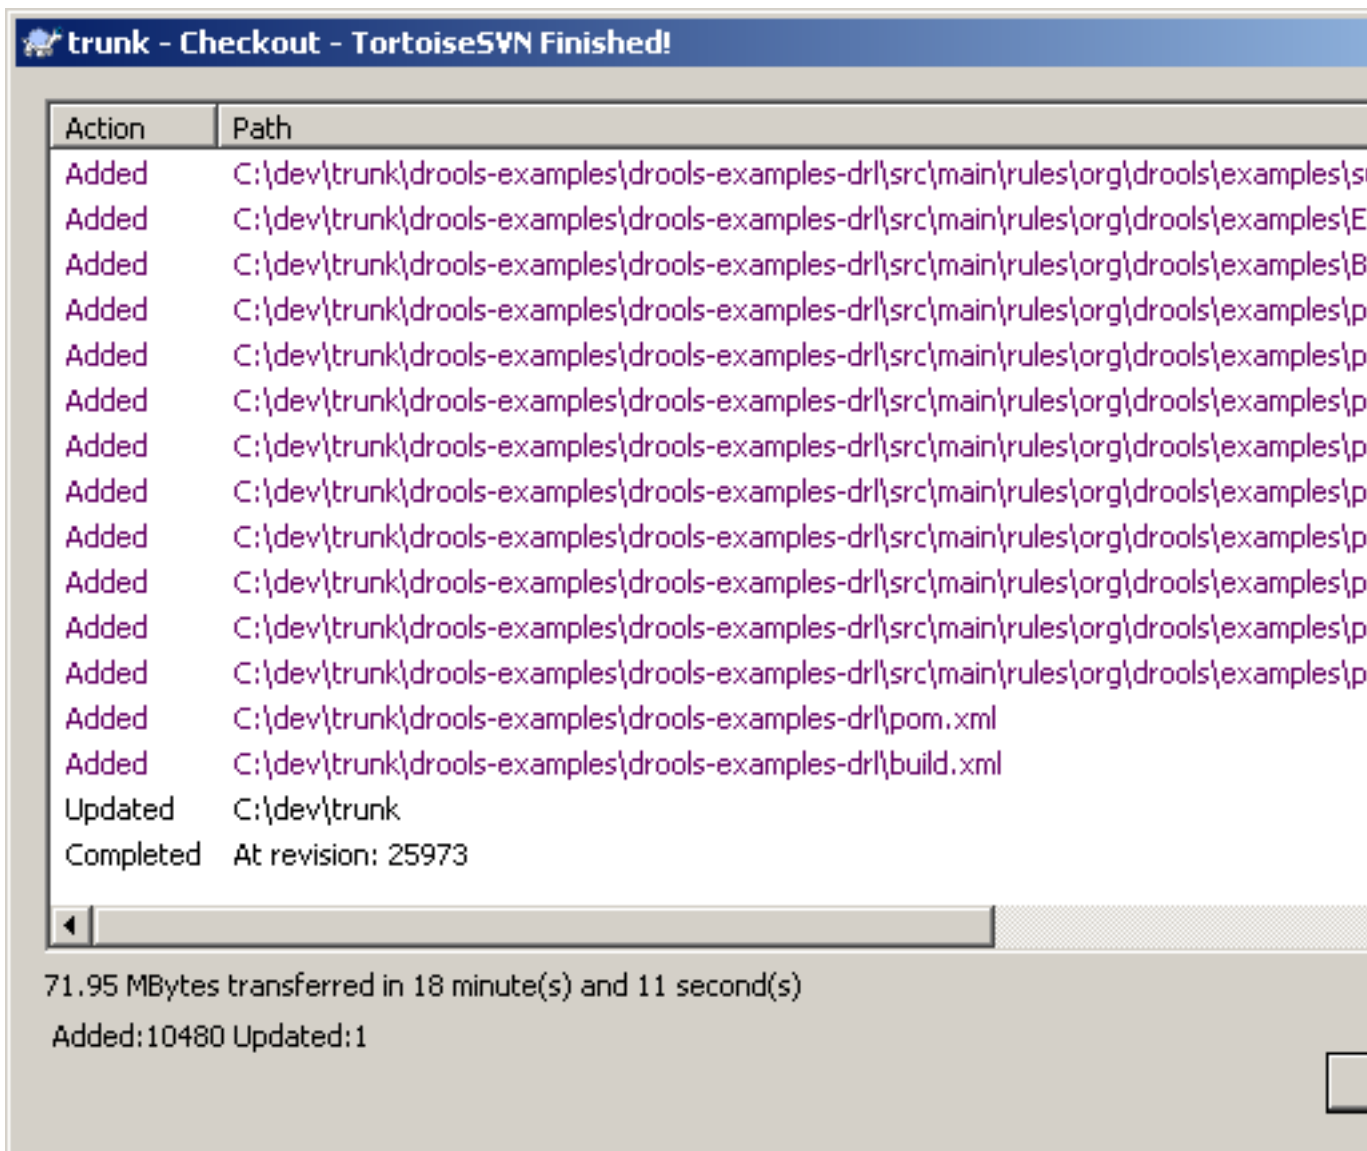 trunk - Checkout - TortoiseSVN Finished!
Action Path
Added C:\dev\trunk\drools-examples\drools-examples-drl\src\main\rules\org\drools\examples\su
Added C:\dev\trunk\drools-examples\drools-examples-drl\src\main\rules\org\drools\examples\E
Added C:\dev\trunk\drools-examples\drools-examples-drl\src\main\rules\org\drools\examples\B
Added C:\dev\trunk\drools-examples\drools-examples-drl\src\main\rules\org\drools\examples\p
Added C:\dev\trunk\drools-examples\drools-examples-drl\src\main\rules\org\drools\examples\p
Added C:\dev\trunk\drools-examples\drools-examples-drl\src\main\rules\org\drools\examples\p
Added C:\dev\trunk\drools-examples\drools-examples-drl\src\main\rules\org\drools\examples\p
Added C:\dev\trunk\drools-examples\drools-examples-drl\src\main\rules\org\drools\examples\p
Added C:\dev\trunk\drools-examples\drools-examples-drl\src\main\rules\org\drools\examples\p
Added C:\dev\trunk\drools-examples\drools-examples-drl\src\main\rules\org\drools\examples\p
Added C:\dev\trunk\drools-examples\drools-examples-drl\src\main\rules\org\drools\examples\p
Added C:\dev\trunk\drools-examples\drools-examples-drl\src\main\rules\org\drools\examples\p
Added C:\dev\trunk\drools-examples\drools-examples-drl\pom.xml
Added C:\dev\trunk\drools-examples\drools-examples-drl\build.xml
Updated C:\dev\trunk
Completed At revision: 25973
71.95 MBytes transferred in 18 minute(s) and 11 second(s)
Added:10480 Updated:1